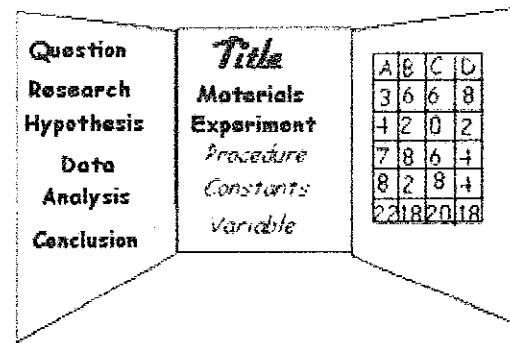 Question
Research
Hypothesis
Data
Analysis
Conclusion
Title
Materials
Experiment
Procedure
Constants
Variable
A B C D
3 6 6 8
4 2 0 2
7 8 6 4
8 2 8 4
22 18 20 18